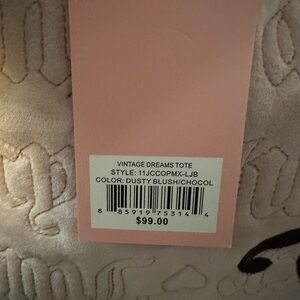 VINTAGE DREAMS TOTE
STYLE: 11JCCOPMX-LJB
COLOR: DUSTY BLUSH/CHOCOL
8 85919 75314 4
$99.00